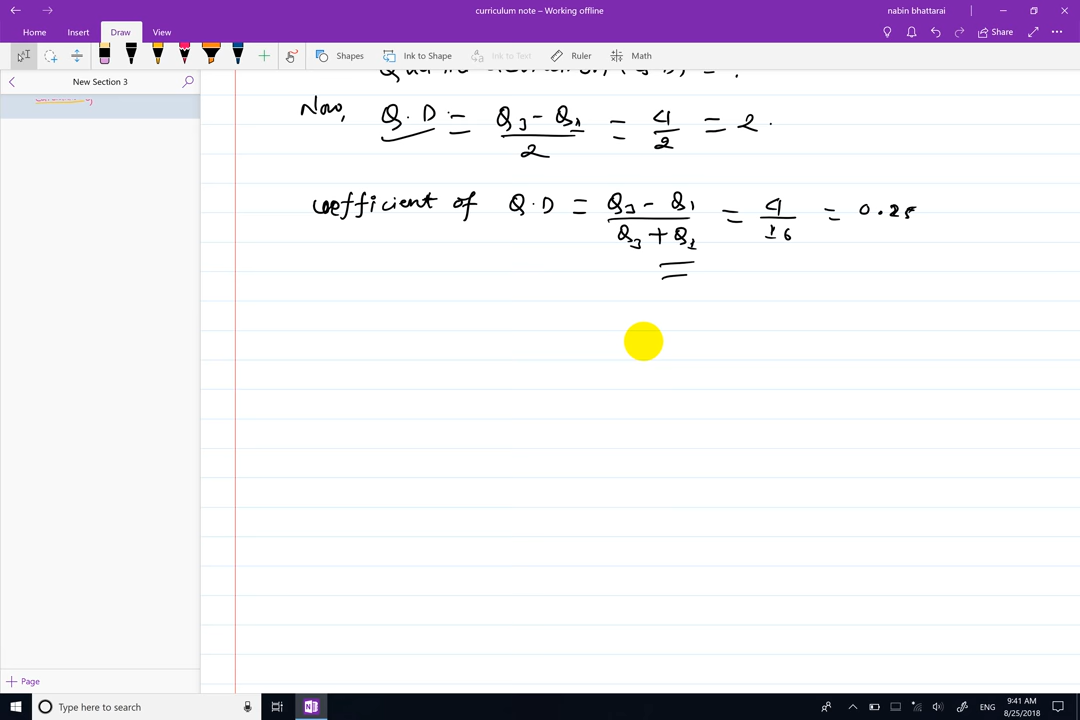 curriculum note – Working offline
nabin bhattarai
Home Insert Draw View
Share
Shapes Ink to Shape Ink to Text Ruler Math
New Section 3
Now, Q.D = Q3 - Q1 / 2 = 4/2 = 2.
coefficient of Q.D = Q3 - Q1 / Q3 + Q1 = 4/16 = 0.25
+ Page
Type here to search
ENG
9:41 AM
8/25/2018